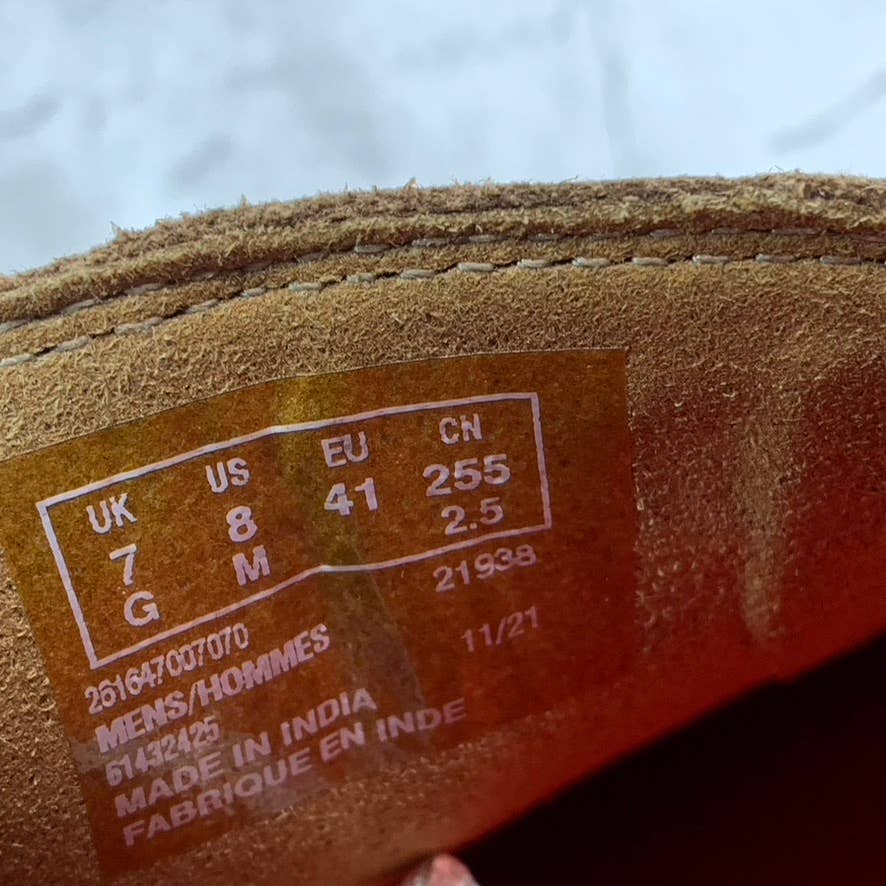 UK US EU CN
7 8 41 255
G M 2.5
21938
261647007070
11/21
MENS/HOMMES
61432425
MADE IN INDIA
FABRIQUE EN INDE